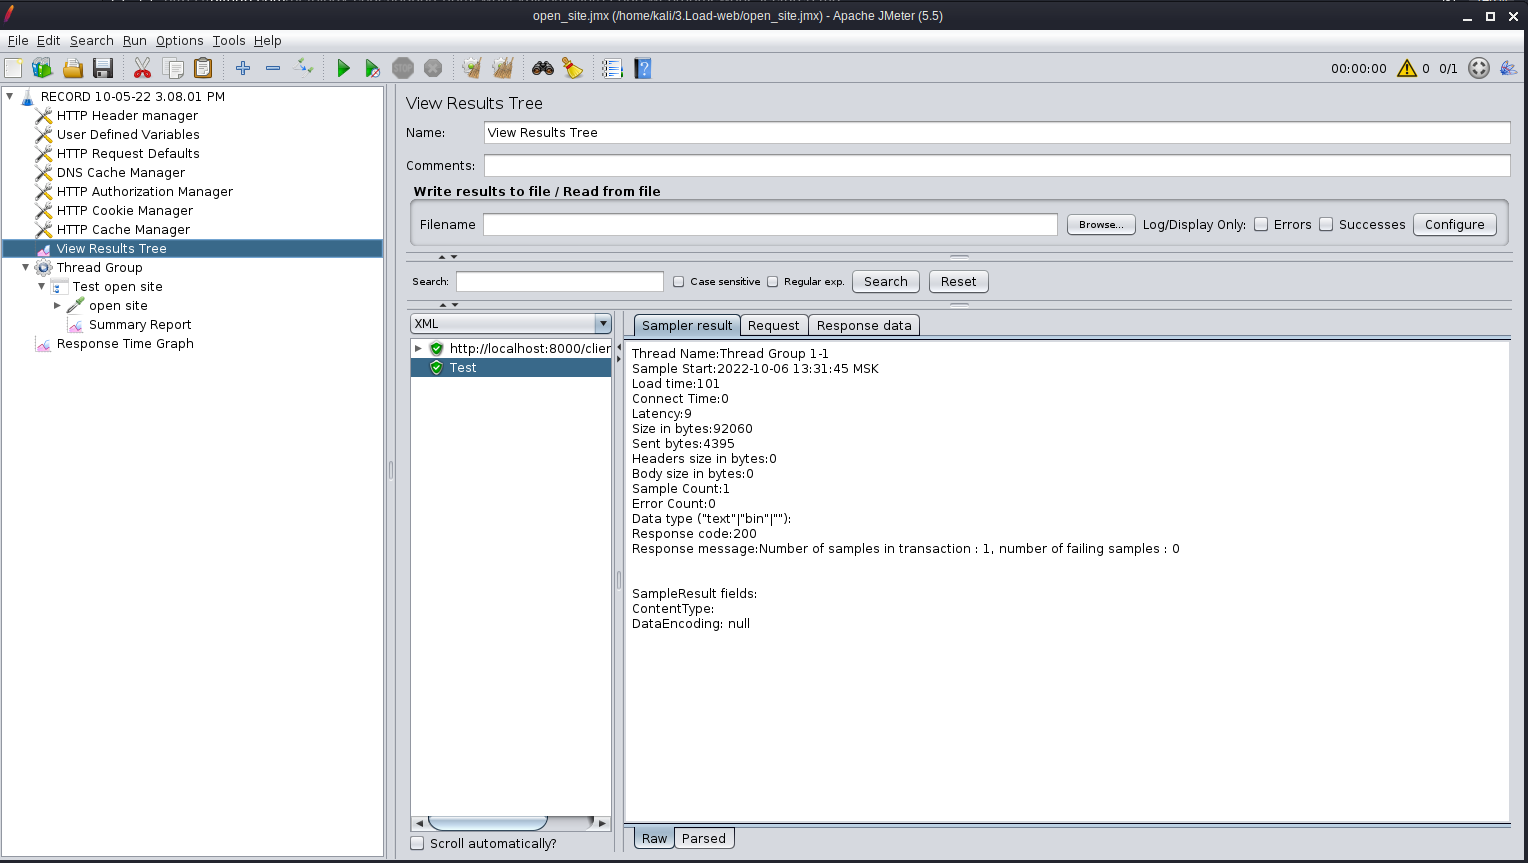 open_site.jmx (/home/kali/3.Load-web/open_site.jmx) - Apache JMeter (5.5)
File Edit Search Run Options Tools Help
STOP
00:00:00 0 0/1
RECORD 10-05-22 3.08.01 PM
HTTP Header manager
User Defined Variables
HTTP Request Defaults
DNS Cache Manager
HTTP Authorization Manager
HTTP Cookie Manager
HTTP Cache Manager
View Results Tree
Thread Group
Test open site
open site
Summary Report
Response Time Graph
View Results Tree
Name: View Results Tree
Comments:
Write results to file / Read from file
Filename Browse... Log/Display Only: Errors Successes Configure
Search: Case sensitive Regular exp. Search Reset
XML
http://localhost:8000/clier
Test
Scroll automatically?
Sampler result Request Response data
Thread Name:Thread Group 1-1
Sample Start:2022-10-06 13:31:45 MSK
Load time:101
Connect Time:0
Latency:9
Size in bytes:92060
Sent bytes:4395
Headers size in bytes:0
Body size in bytes:0
Sample Count:1
Error Count:0
Data type ("text"|"bin"|""):
Response code:200
Response message:Number of samples in transaction : 1, number of failing samples : 0
SampleResult fields:
ContentType:
DataEncoding: null
Raw Parsed